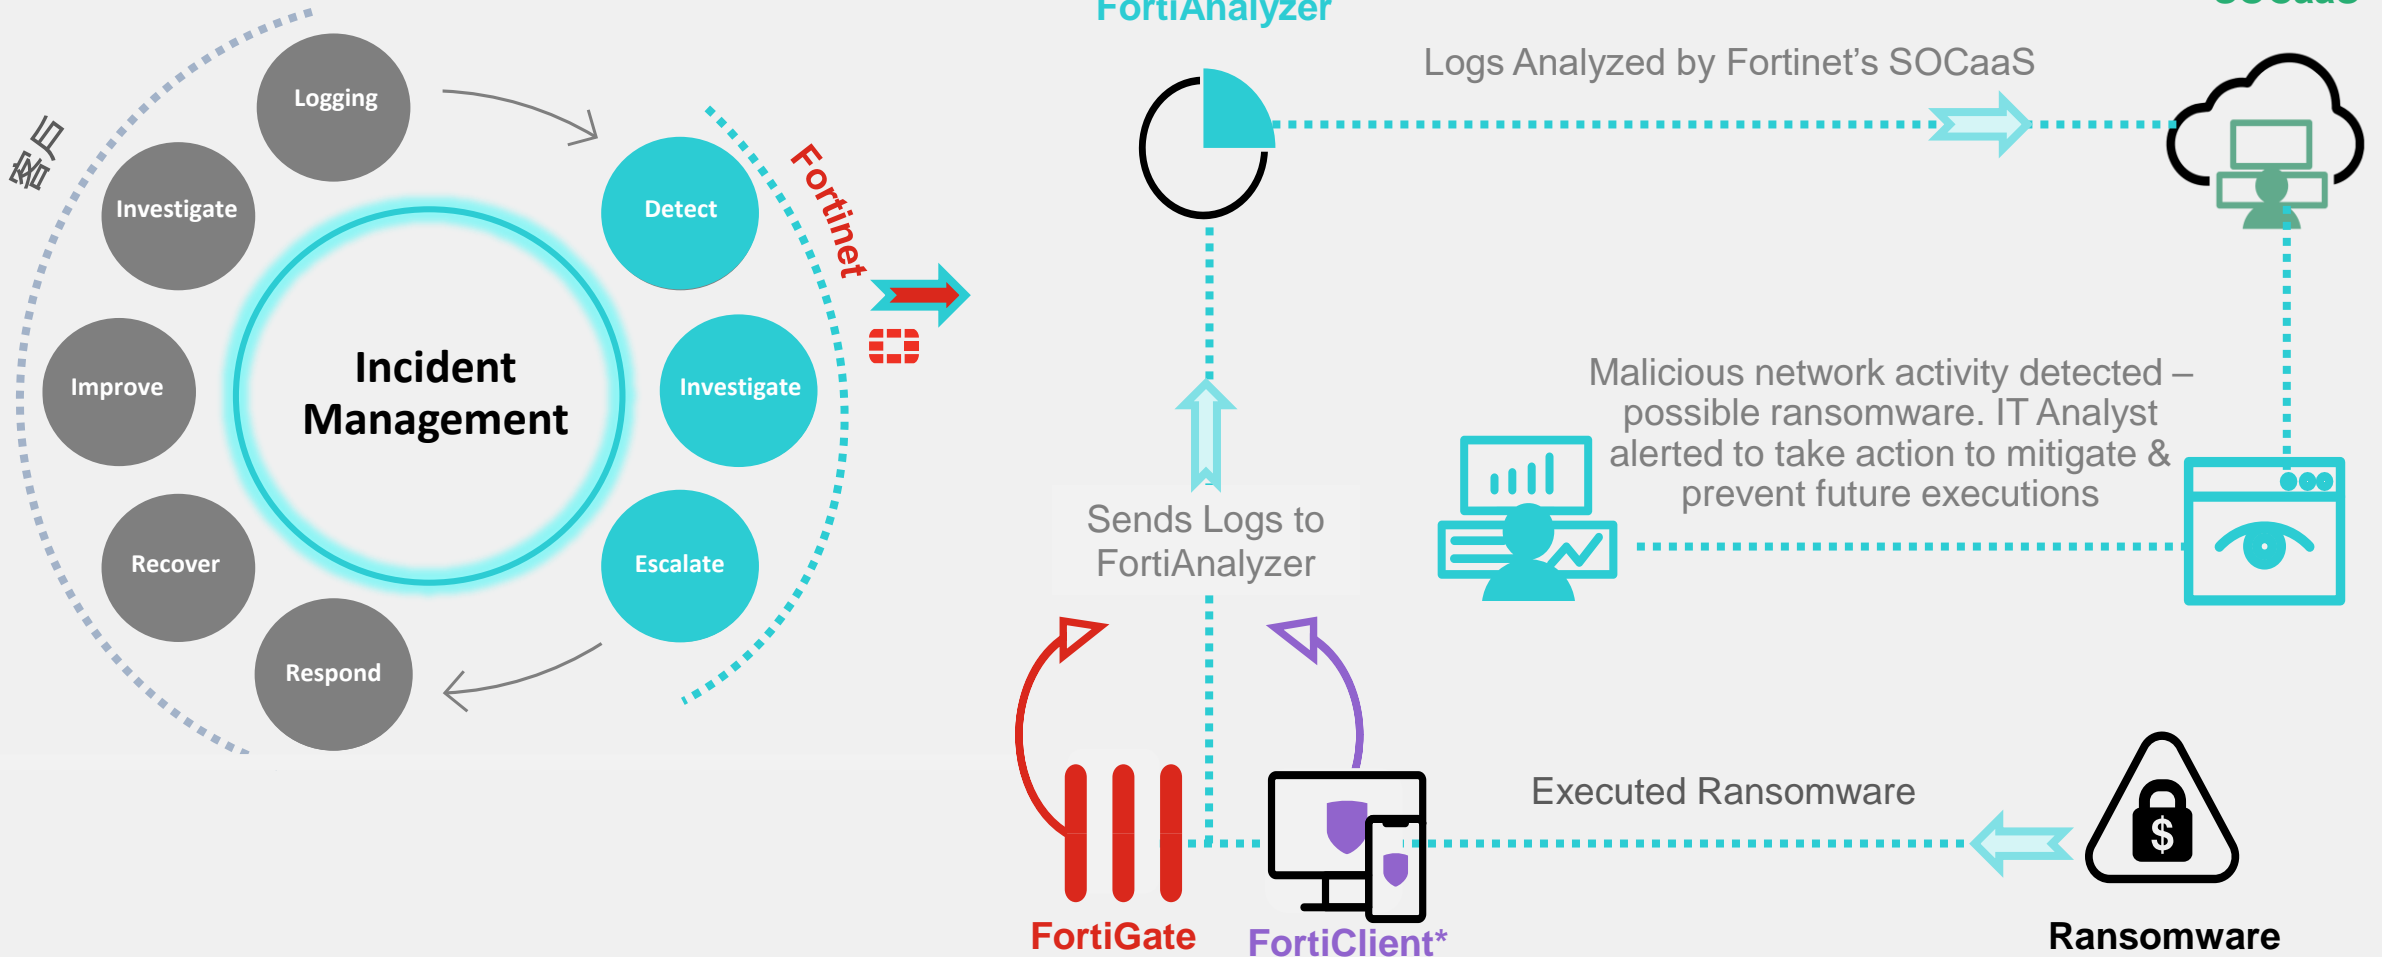 客戶
Logging
Investigate
Improve
Recover
Respond
Detect
Investigate
Escalate
Incident
Management
Fortinet
FortiAnalyzer
SOCaaS
Logs Analyzed by Fortinet's SOCaaS
Malicious network activity detected –
possible ransomware. IT Analyst
alerted to take action to mitigate &
prevent future executions
Sends Logs to
FortiAnalyzer
Executed Ransomware
$
FortiGate
FortiClient*
Ransomware